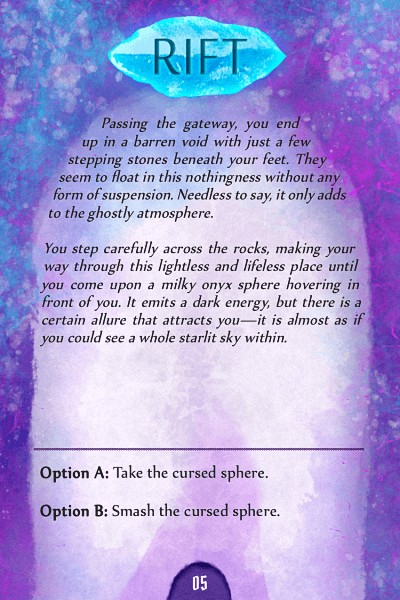 RIFT
Passing the gateway, you end
up in a barren void with just a few
stepping stones beneath your feet. They
seem to float in this nothingness without any
form of suspension. Needless to say, it only adds
to the ghostly atmosphere.
You step carefully across the rocks, making your
way through this lightless and lifeless place until
you come upon a milky onyx sphere hovering in
front of you. It emits a dark energy, but there is a
certain allure that attracts you—it is almost as if
you could see a whole starlit sky within.
Option A: Take the cursed sphere.
Option B: Smash the cursed sphere.
05